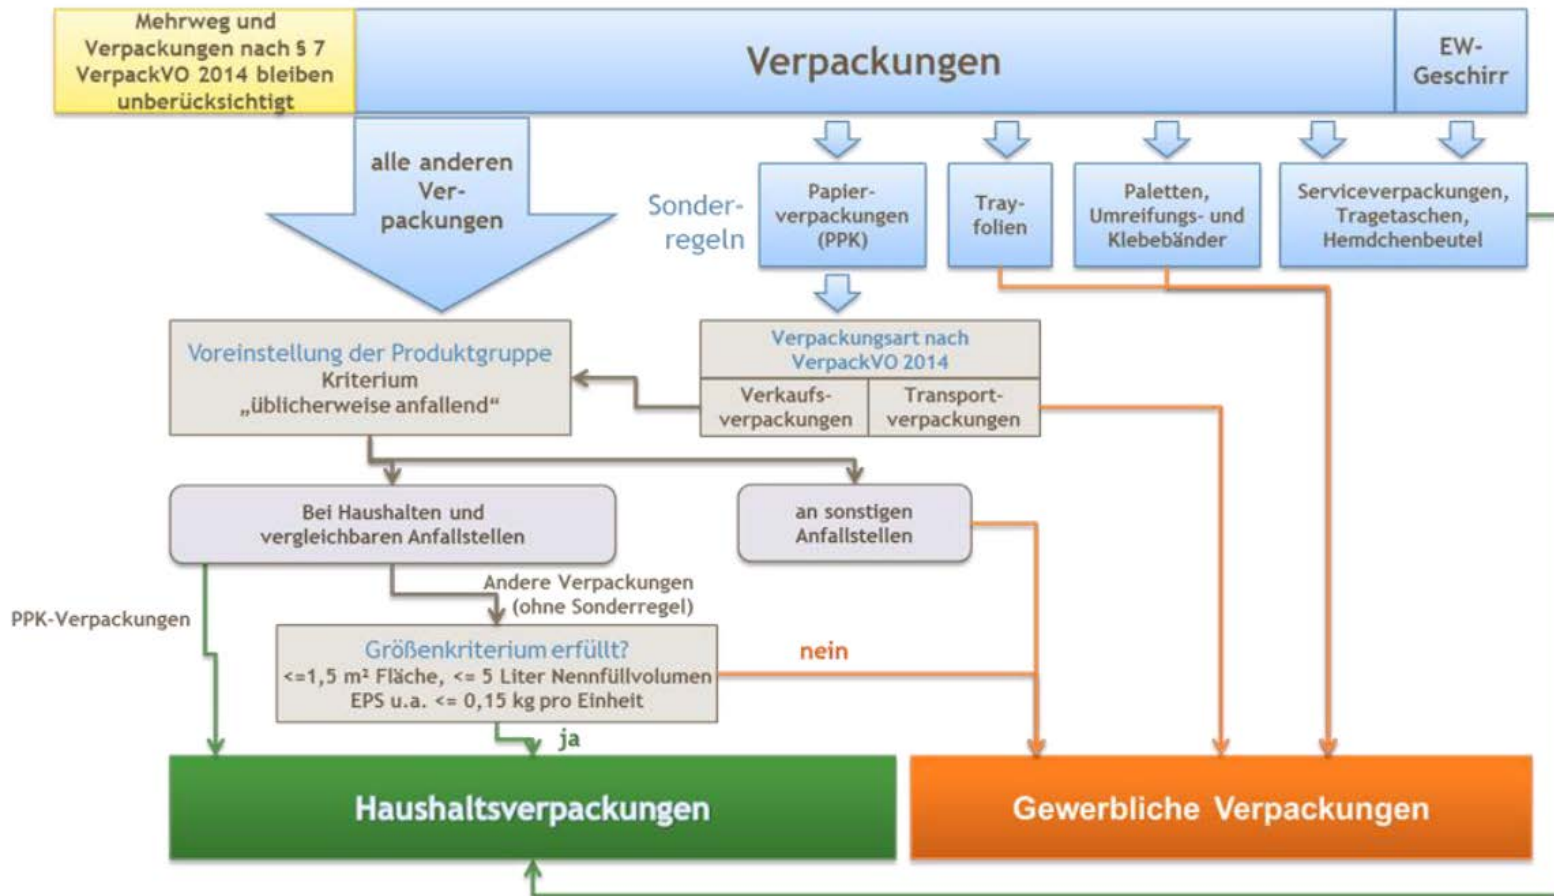 Mehrweg und
Verpackungen nach § 7
VerpackVO 2014 bleiben
unberücksichtigt
Verpackungen
EW-
Geschirr
alle anderen
Ver-
packungen
Sonder-
regeln
Papier-
verpackungen
(PPK)
Tray-
folien
Paletten,
Umreifungs- und
Klebebänder
Serviceverpackungen,
Tragetaschen,
Hemdchenbeutel
Voreinstellung der Produktgruppe
Kriterium
„üblicherweise anfallend“
Verpackungsart nach
VerpackVO 2014
Verkaufs-
verpackungen
Transport-
verpackungen
Bei Haushalten und
vergleichbaren Anfallstellen
an sonstigen
Anfallstellen
PPK-Verpackungen
Andere Verpackungen
(ohne Sonderregel)
Größenkriterium erfüllt?
<=1,5 m² Fläche, <= 5 Liter Nennfüllvolumen
EPS u.a. <= 0,15 kg pro Einheit
nein
ja
Haushaltsverpackungen
Gewerbliche Verpackungen